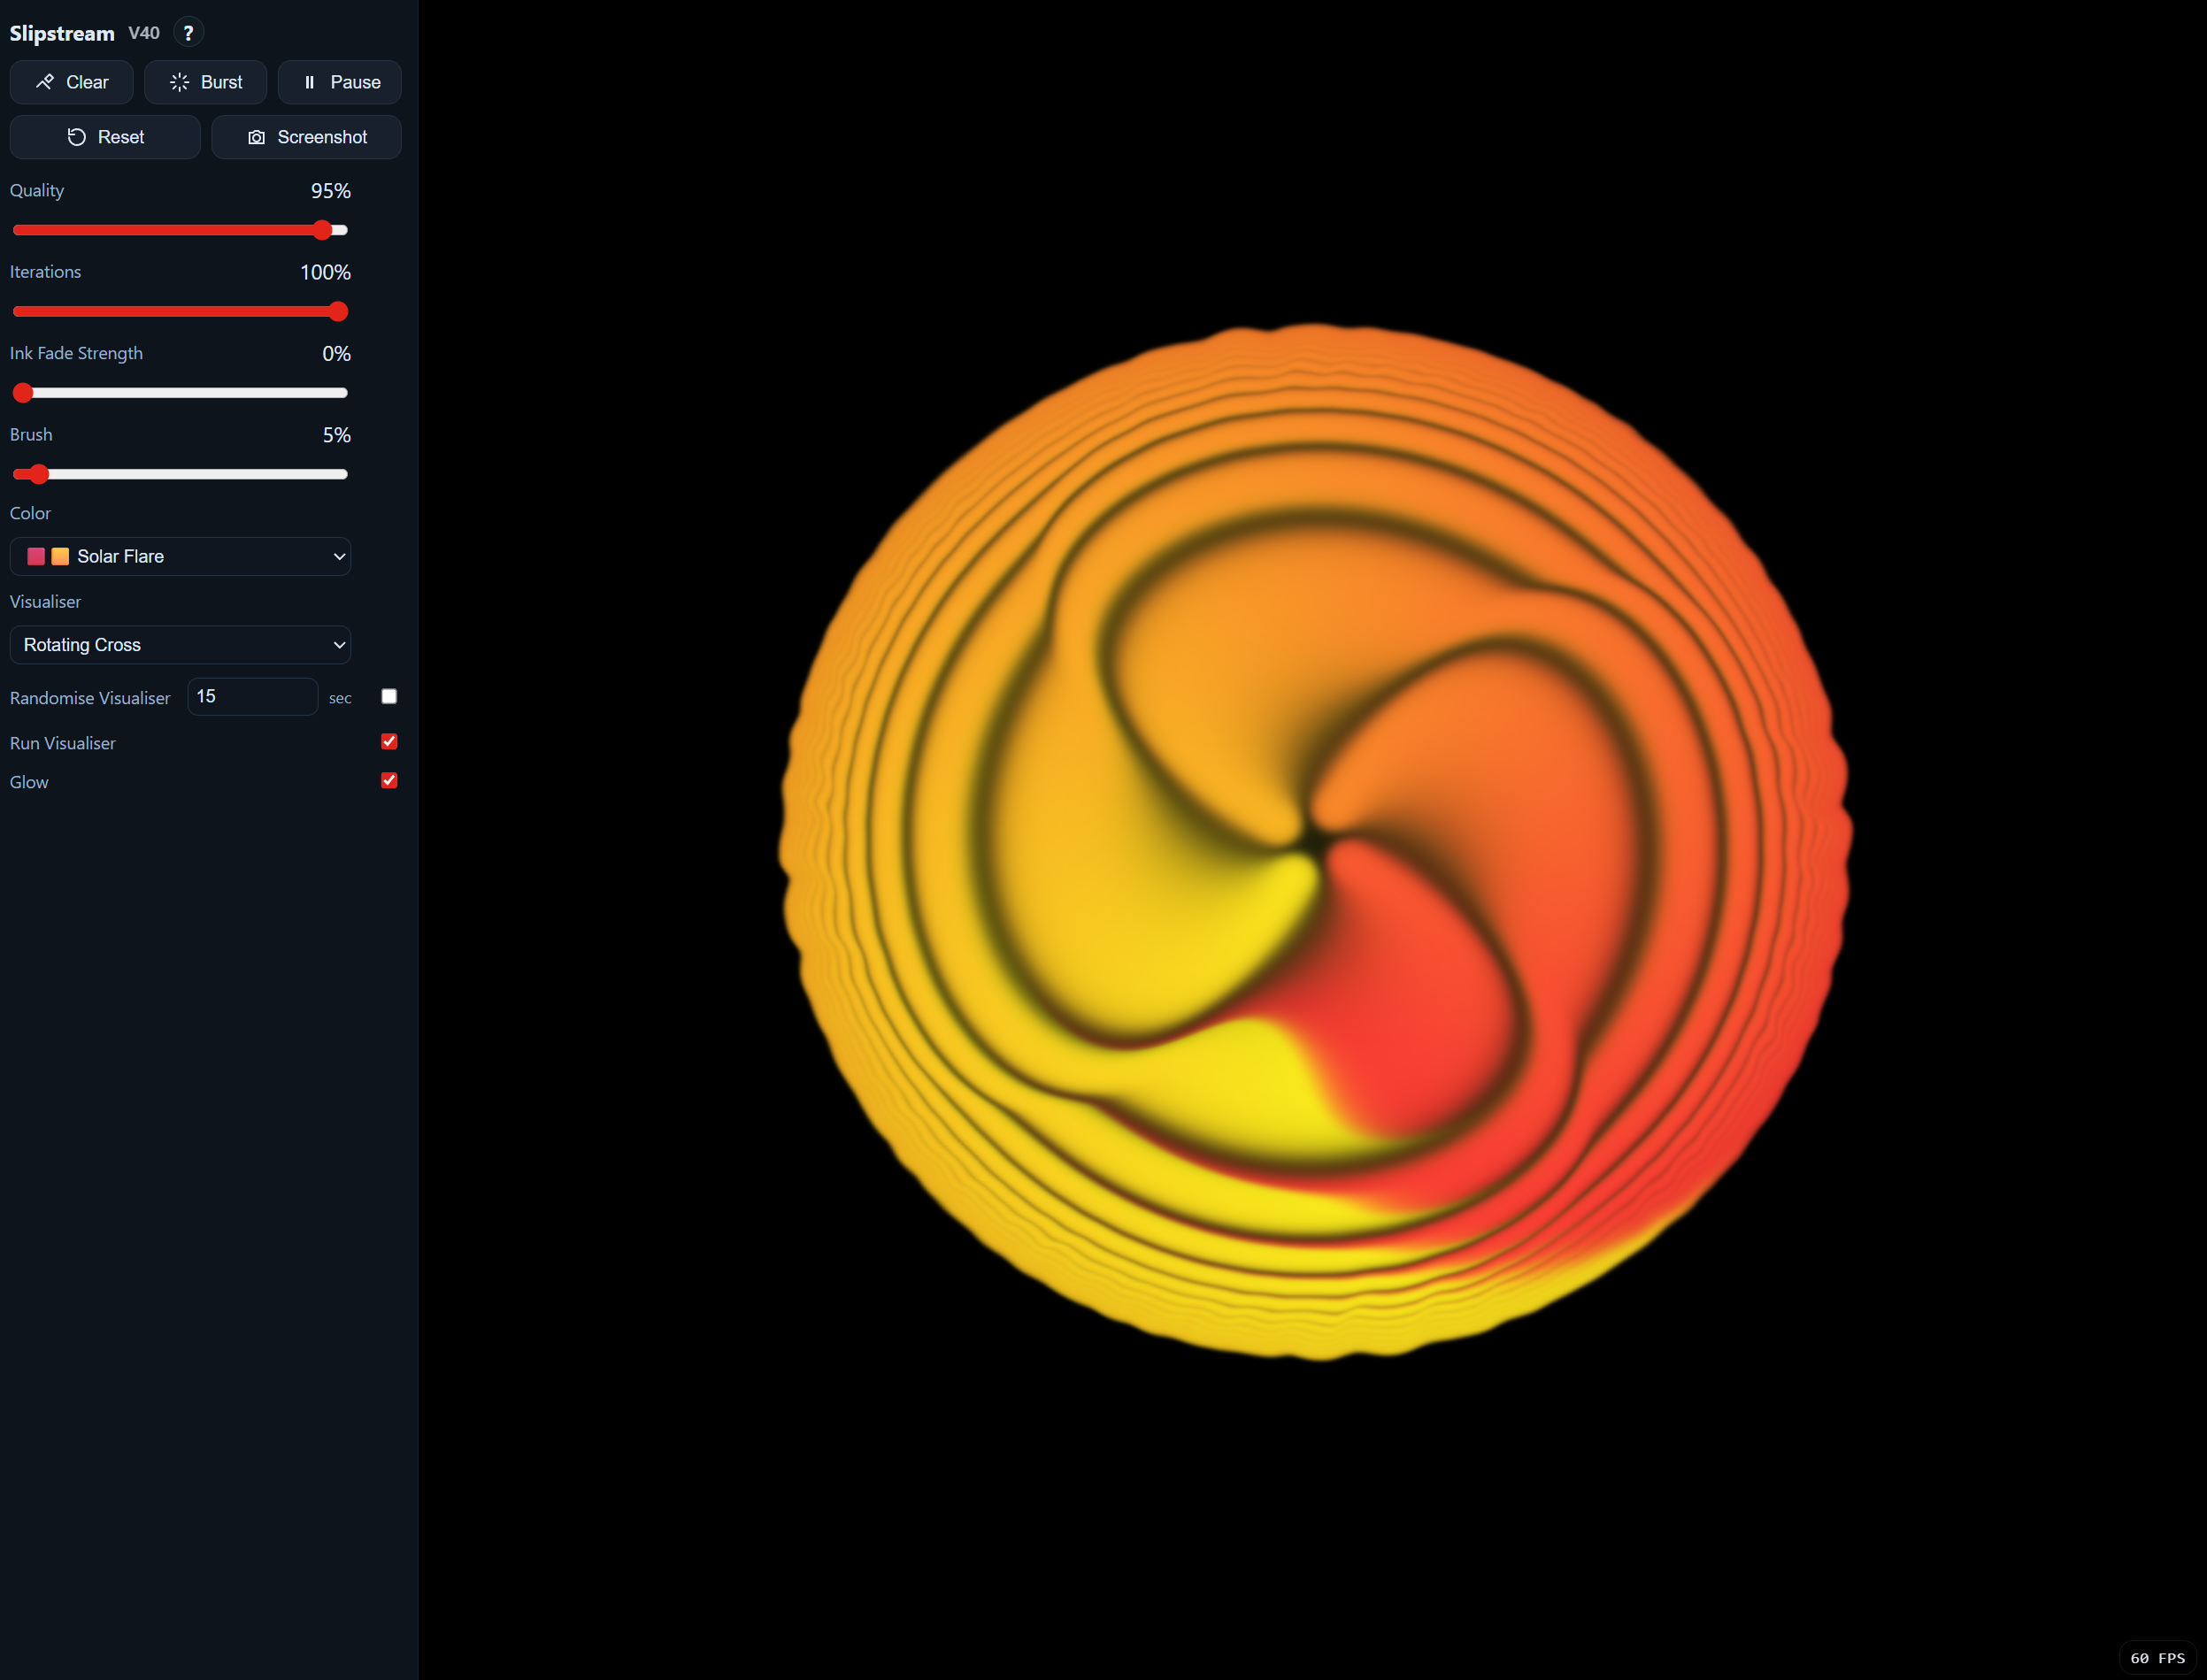 Slipstream V40 ?
Clear Burst Pause
Reset Screenshot
Quality 95%
Iterations 100%
Ink Fade Strength 0%
Brush 5%
Color
Solar Flare
Visualiser
Rotating Cross
Randomise Visualiser 15 sec
Run Visualiser
Glow
60 FPS